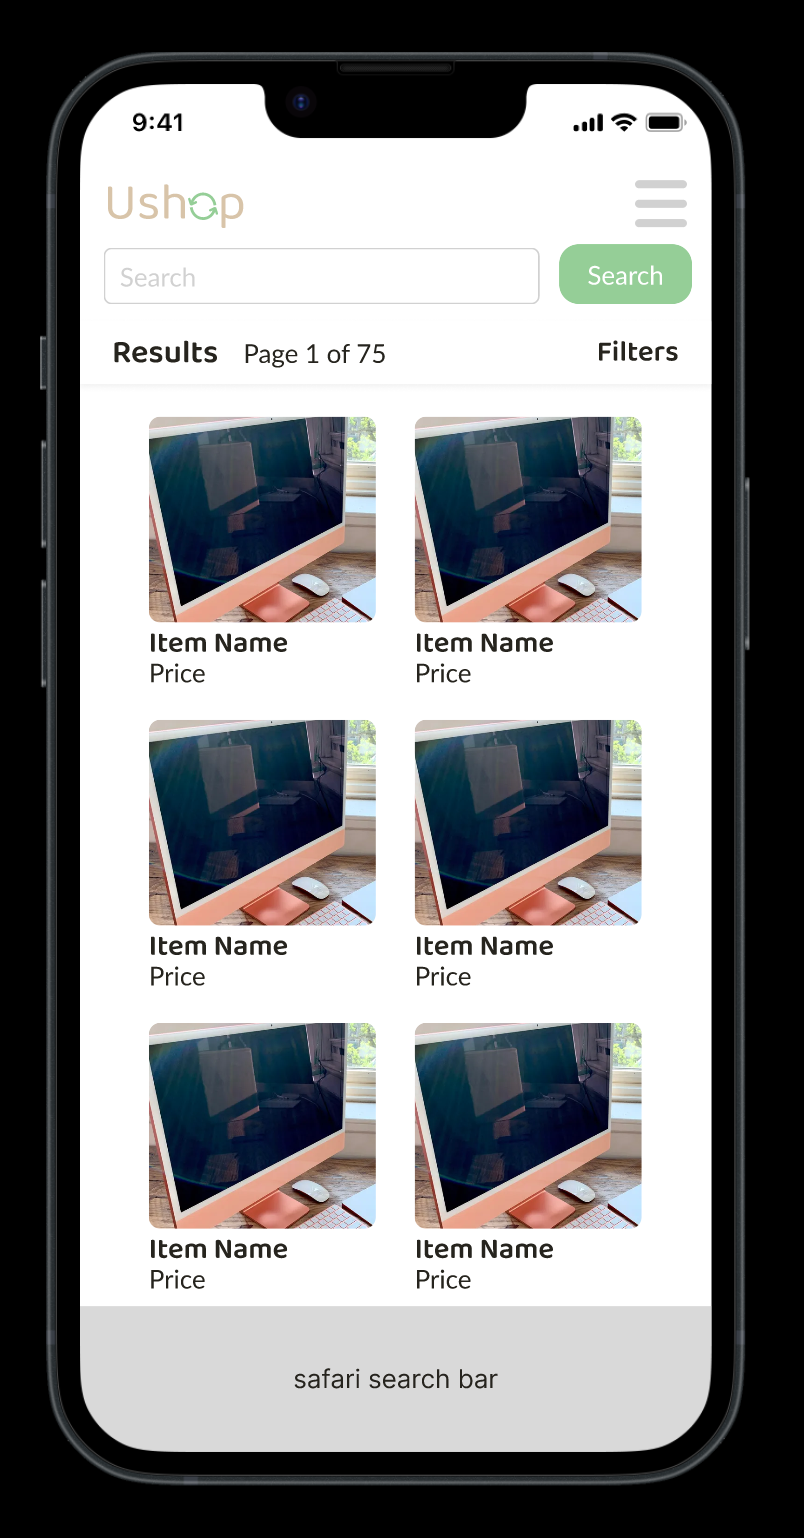 9:41
Ushop
Search Search
Results Page 1 of 75 Filters
Item Name Item Name
Price Price
Item Name Item Name
Price Price
Item Name Item Name
Price Price
safari search bar